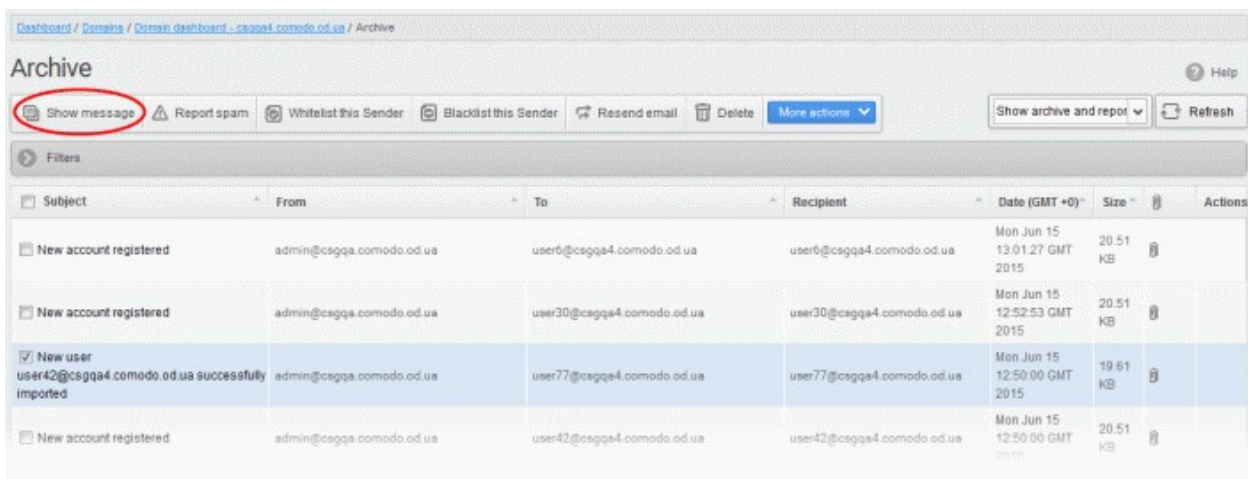 Dashboard / Domains / Domain dashboard - csgqa4.comodo.od.ua / Archive
Archive
Help
Show message Report spam Whitelist this Sender Blacklist this Sender Resend email Delete More actions Show archive and repor Refresh
Filters
Subject From To Recipient Date (GMT +0) Size Actions
New account registered admin@csgqa.comodo.od.ua user6@csgqa4.comodo.od.ua user6@csgqa4.comodo.od.ua Mon Jun 15 20.51
13:01:27 GMT KB
2015
New account registered admin@csgqa.comodo.od.ua user30@csgqa4.comodo.od.ua user30@csgqa4.comodo.od.ua Mon Jun 15 20.51
12:52:53 GMT KB
2015
New user Mon Jun 15 19.61
user42@csgqa4.comodo.od.ua successfully admin@csgqa.comodo.od.ua user77@csgqa4.comodo.od.ua user77@csgqa4.comodo.od.ua 12:50:00 GMT KB
imported 2015
New account registered admin@csgqa.comodo.od.ua user42@csgqa4.comodo.od.ua user42@csgqa4.comodo.od.ua Mon Jun 15 20.51
12:50:00 GMT KB
2015